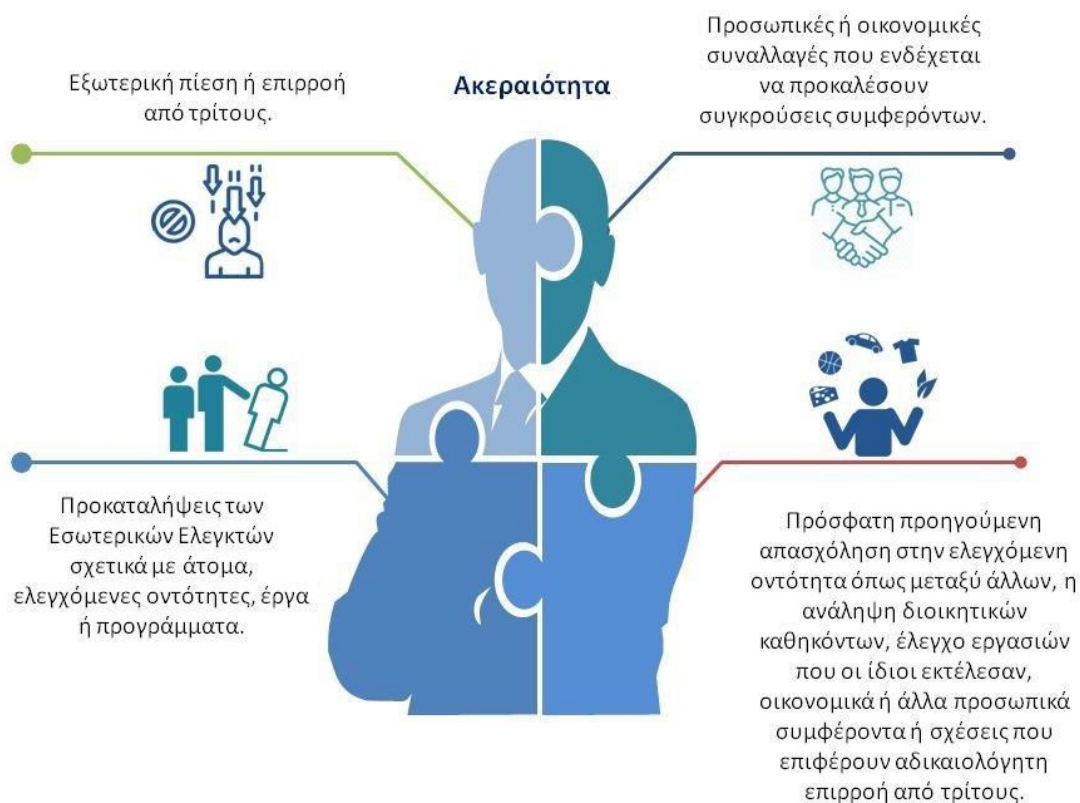 Ακεραιότητα
Εξωτερική πίεση ή επιρροή
από τρίτους.
Προσωπικές ή οικονομικές
συναλλαγές που ενδέχεται
να προκαλέσουν
συγκρούσεις συμφερόντων.
Προκαταλήψεις των
Εσωτερικών Ελεγκτών
σχετικά με άτομα,
ελεγχόμενες οντότητες, έργα
ή προγράμματα.
Πρόσφατη προηγούμενη
απασχόληση στην ελεγχόμενη
οντότητα όπως μεταξύ άλλων, η
ανάληψη διοικητικών
καθηκόντων, έλεγχο εργασιών
που οι ίδιοι εκτέλεσαν,
οικονομικά ή άλλα προσωπικά
συμφέροντα ή σχέσεις που
επιφέρουν αδικαιολόγητη
επιρροή από τρίτους.